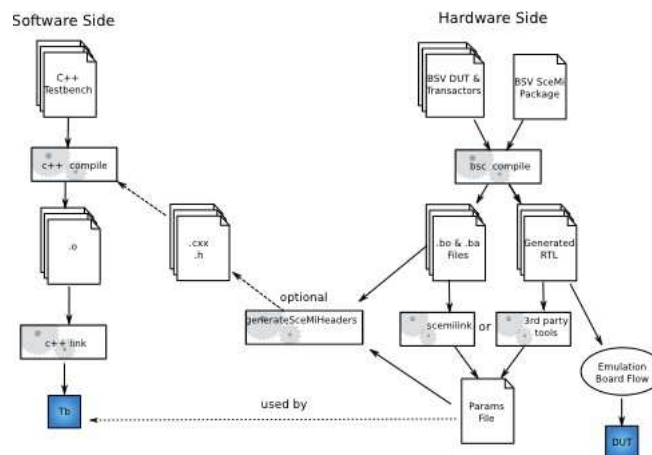 Software Side
Hardware Side
C++
Testbench
BSV DUT &
Transactors
BSV SceMi
Package
c++ compile
bsc compile
.o
.cxx
.h
.bo & .ba
Files
Generated
RTL
optional
generateSceMiHeaders
scemilink
or
3rd party
tools
c++ link
Emulation
Board Flow
Tb
used by
Params
File
DUT